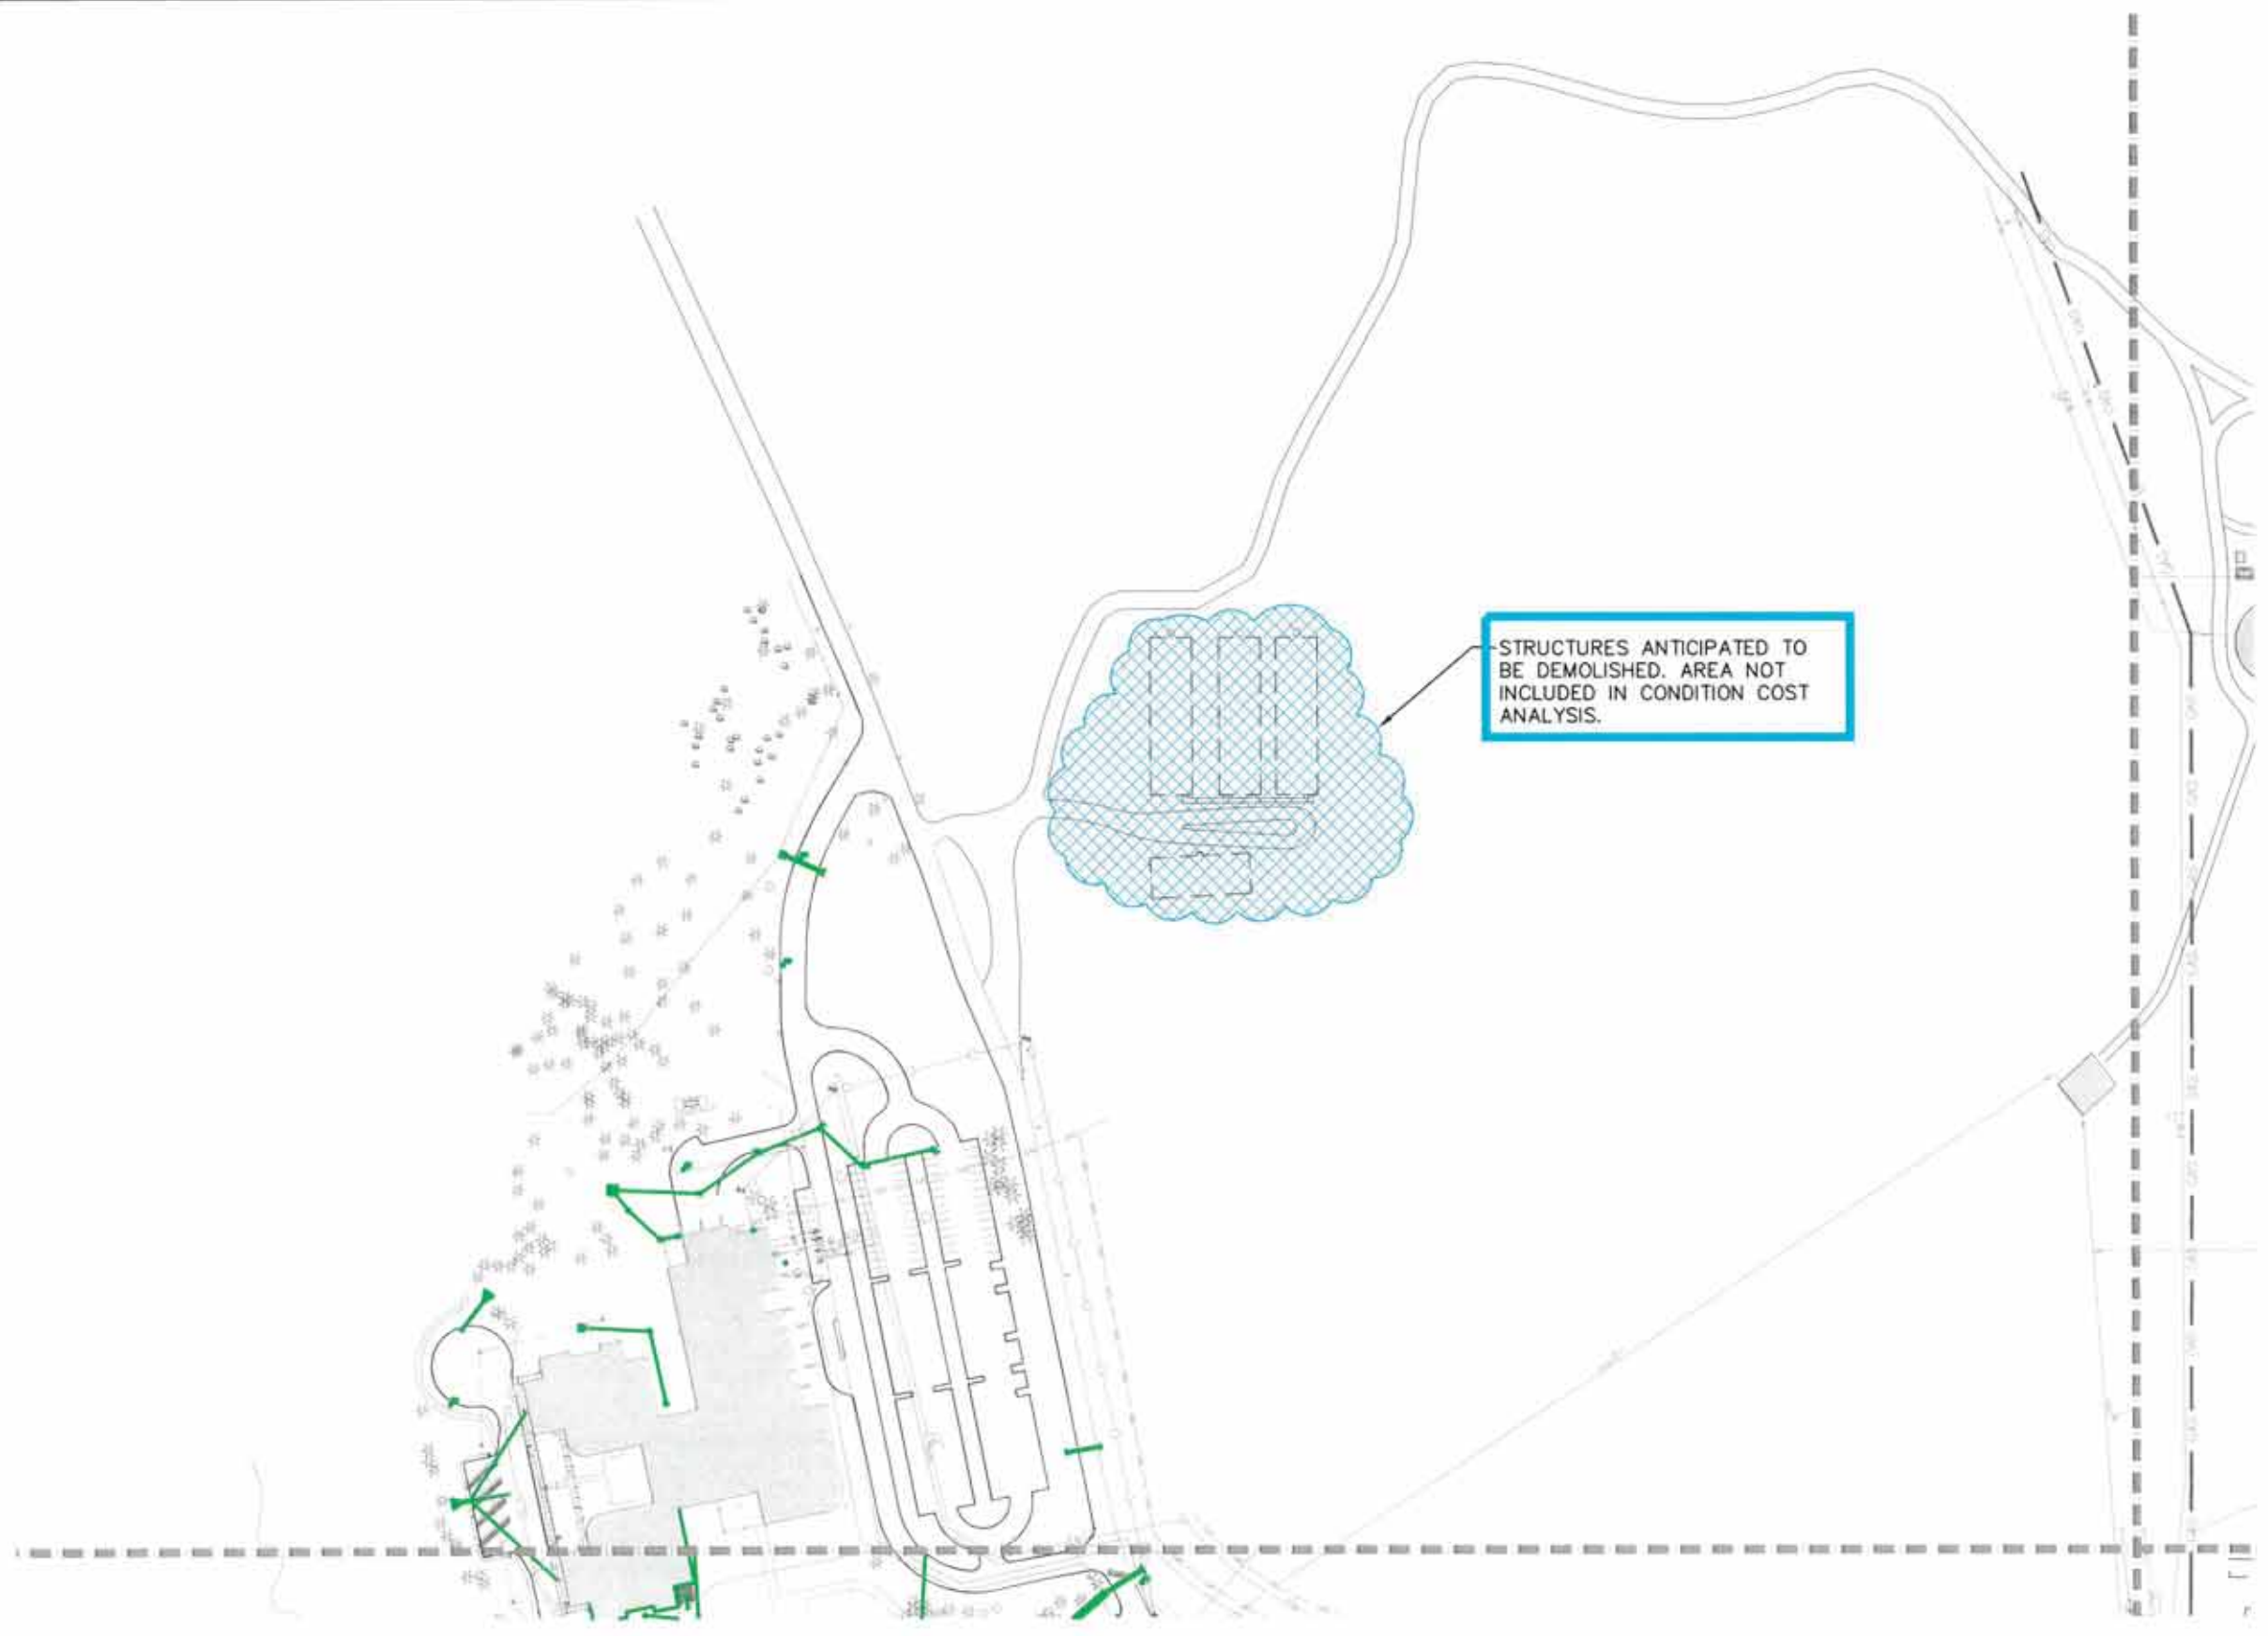 STRUCTURES ANTICIPATED TO
BE DEMOLISHED. AREA NOT
INCLUDED IN CONDITION COST
ANALYSIS.